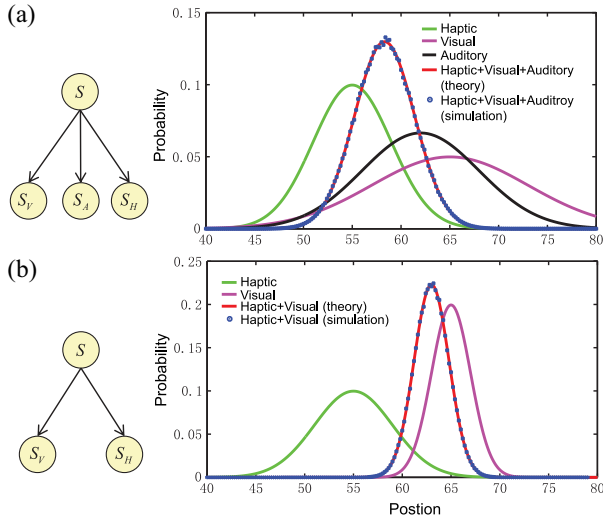 (a)
S
S_V
S_A
S_H
Probability
0.15
0.1
0.05
0
40
45
50
55
60
65
70
75
80
Haptic
Visual
Auditory
Haptic+Visual+Auditory
(theory)
Haptic+Visual+Auditroy
(simulation)
(b)
S
S_V
S_H
Probability
0.25
0.2
0.15
0.1
0.05
0
40
45
50
55
60
65
70
75
80
Haptic
Visual
Haptic+Visual (theory)
Haptic+Visual (simulation)
Postion